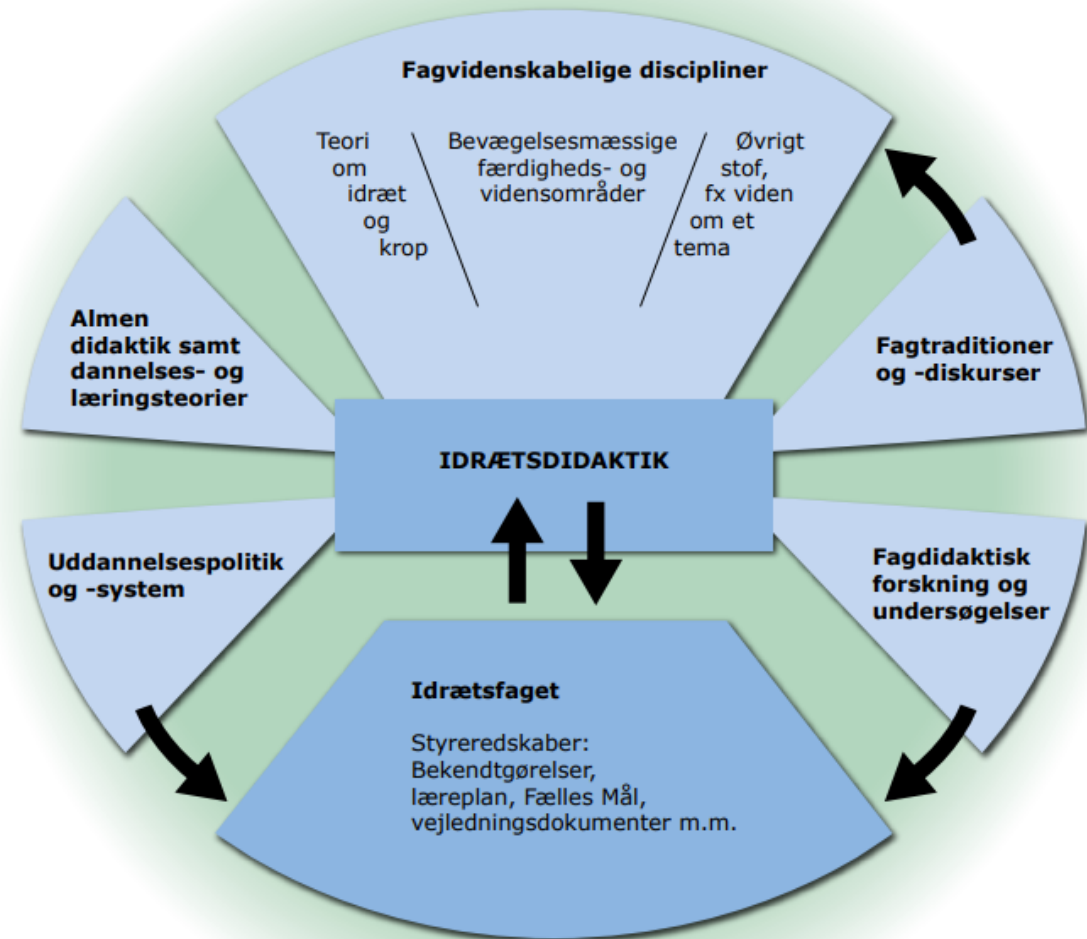 Fagvidenskabelige discipliner
Teori
om
idræt
og
krop
Bevægelsesmæssige
færdigheds- og
vidensområder
Øvrigt
stof,
fx viden
om et
tema
Almen
didaktik samt
dannelses- og
læringsteorier
Fagtraditioner
og -diskurser
IDRÆTSDIDAKTIK
Uddannelsespolitik
og -system
Fagdidaktisk
forskning og
undersøgelser
Idrætsfaget
Styreredskaber:
Bekendtgørelser,
læreplan, Fælles Mål,
vejledningsdokumenter m.m.